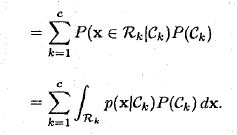 = \sum_{k=1}^{c} P(\mathbf{x} \in \mathcal{R}_k|\mathcal{C}_k)P(\mathcal{C}_k)
= \sum_{k=1}^{c} \int_{\mathcal{R}_k} p(\mathbf{x}|\mathcal{C}_k)P(\mathcal{C}_k)\, d\mathbf{x}.